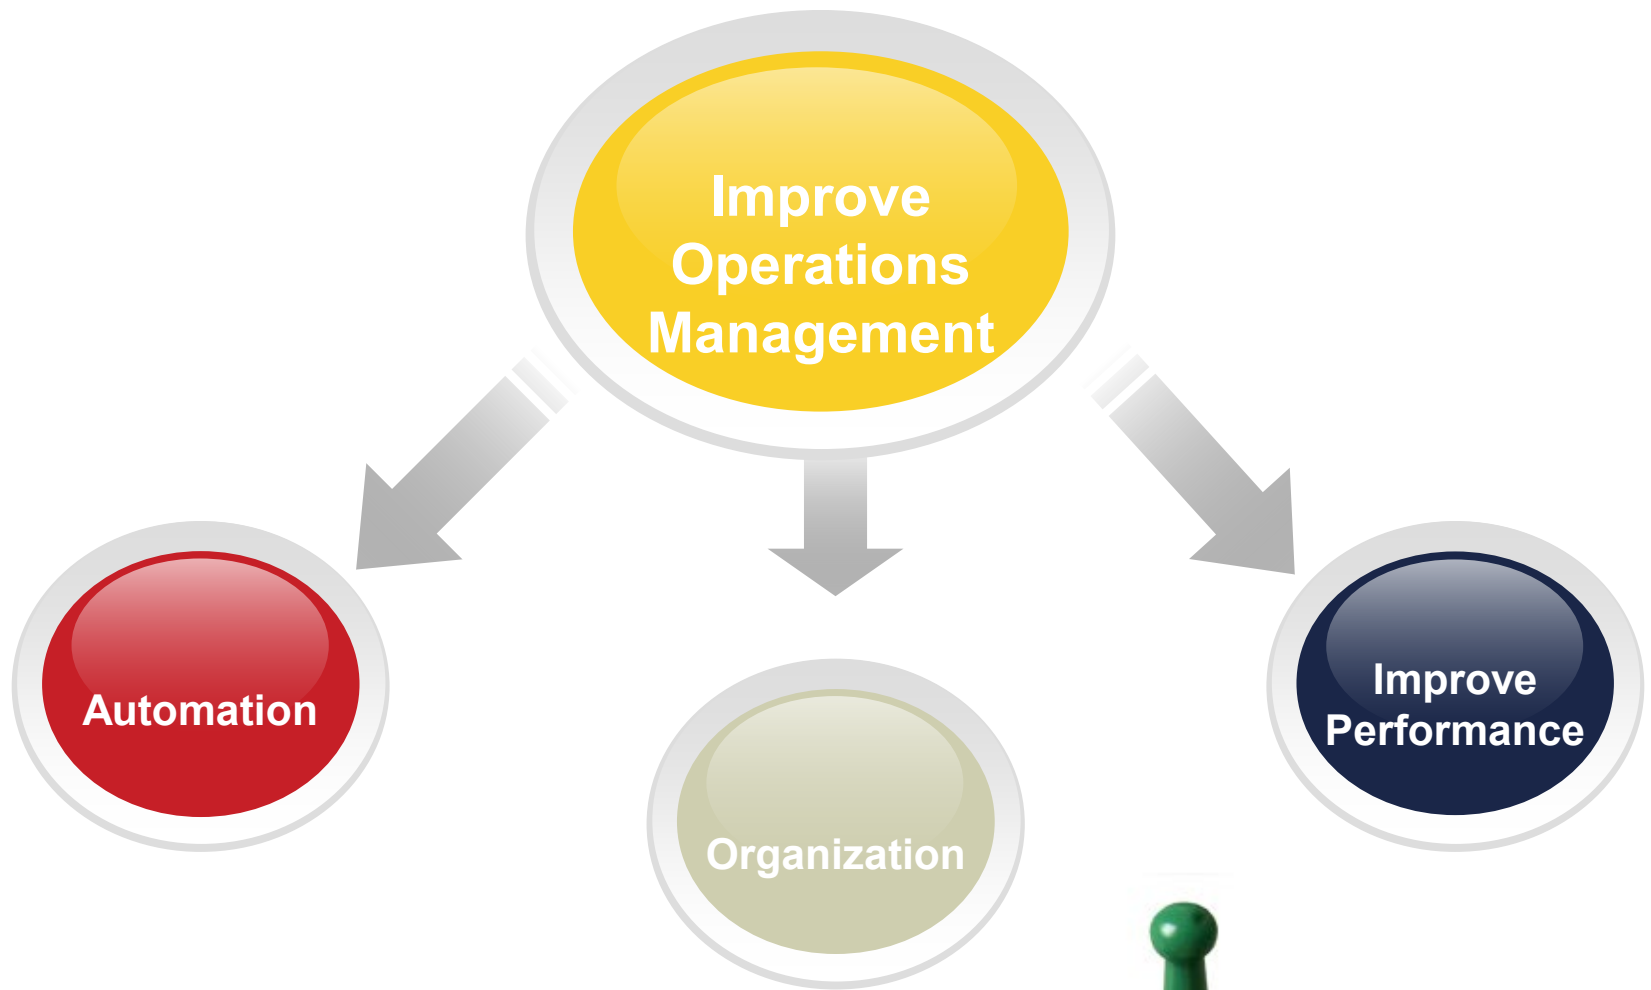 Improve
Operations
Management
Automation
Improve
Performance
Organization